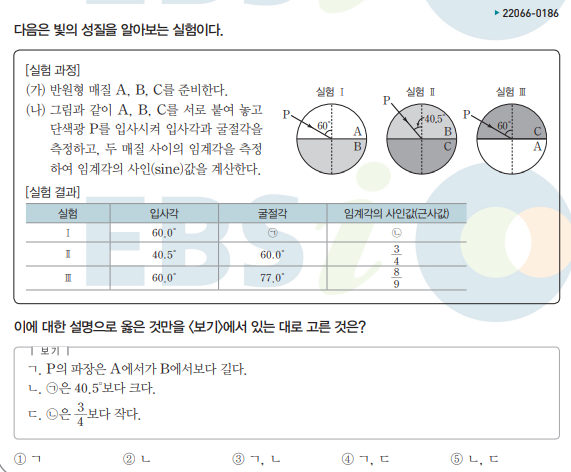 ▶ 22066-0186
다음은 빛의 성질을 알아보는 실험이다.
[실험 과정]
(가) 반원형 매질 A, B, C를 준비한다.
(나) 그림과 같이 A, B, C를 서로 붙여 놓고
단색광 P를 입사시켜 입사각과 굴절각을
측정하고, 두 매질 사이의 임계각을 측정
하여 임계각의 사인(sine)값을 계산한다.
실험 Ⅰ 실험 Ⅱ 실험 Ⅲ
P 60° A B
P 40.5° B C
P 60° C A
[실험 결과]
실험 입사각 굴절각 임계각의 사인값(근사값)
Ⅰ 60.0° ㉠ ㉡
Ⅱ 40.5° 60.0° 3/4
Ⅲ 60.0° 77.0° 8/9
이에 대한 설명으로 옳은 것만을 <보기>에서 있는 대로 고른 것은?
보기
ㄱ. P의 파장은 A에서가 B에서보다 길다.
ㄴ. ㉠은 40.5°보다 크다.
ㄷ. ㉡은 3/4보다 작다.
① ㄱ ② ㄴ ③ ㄱ, ㄴ ④ ㄱ, ㄷ ⑤ ㄴ, ㄷ
EBSi